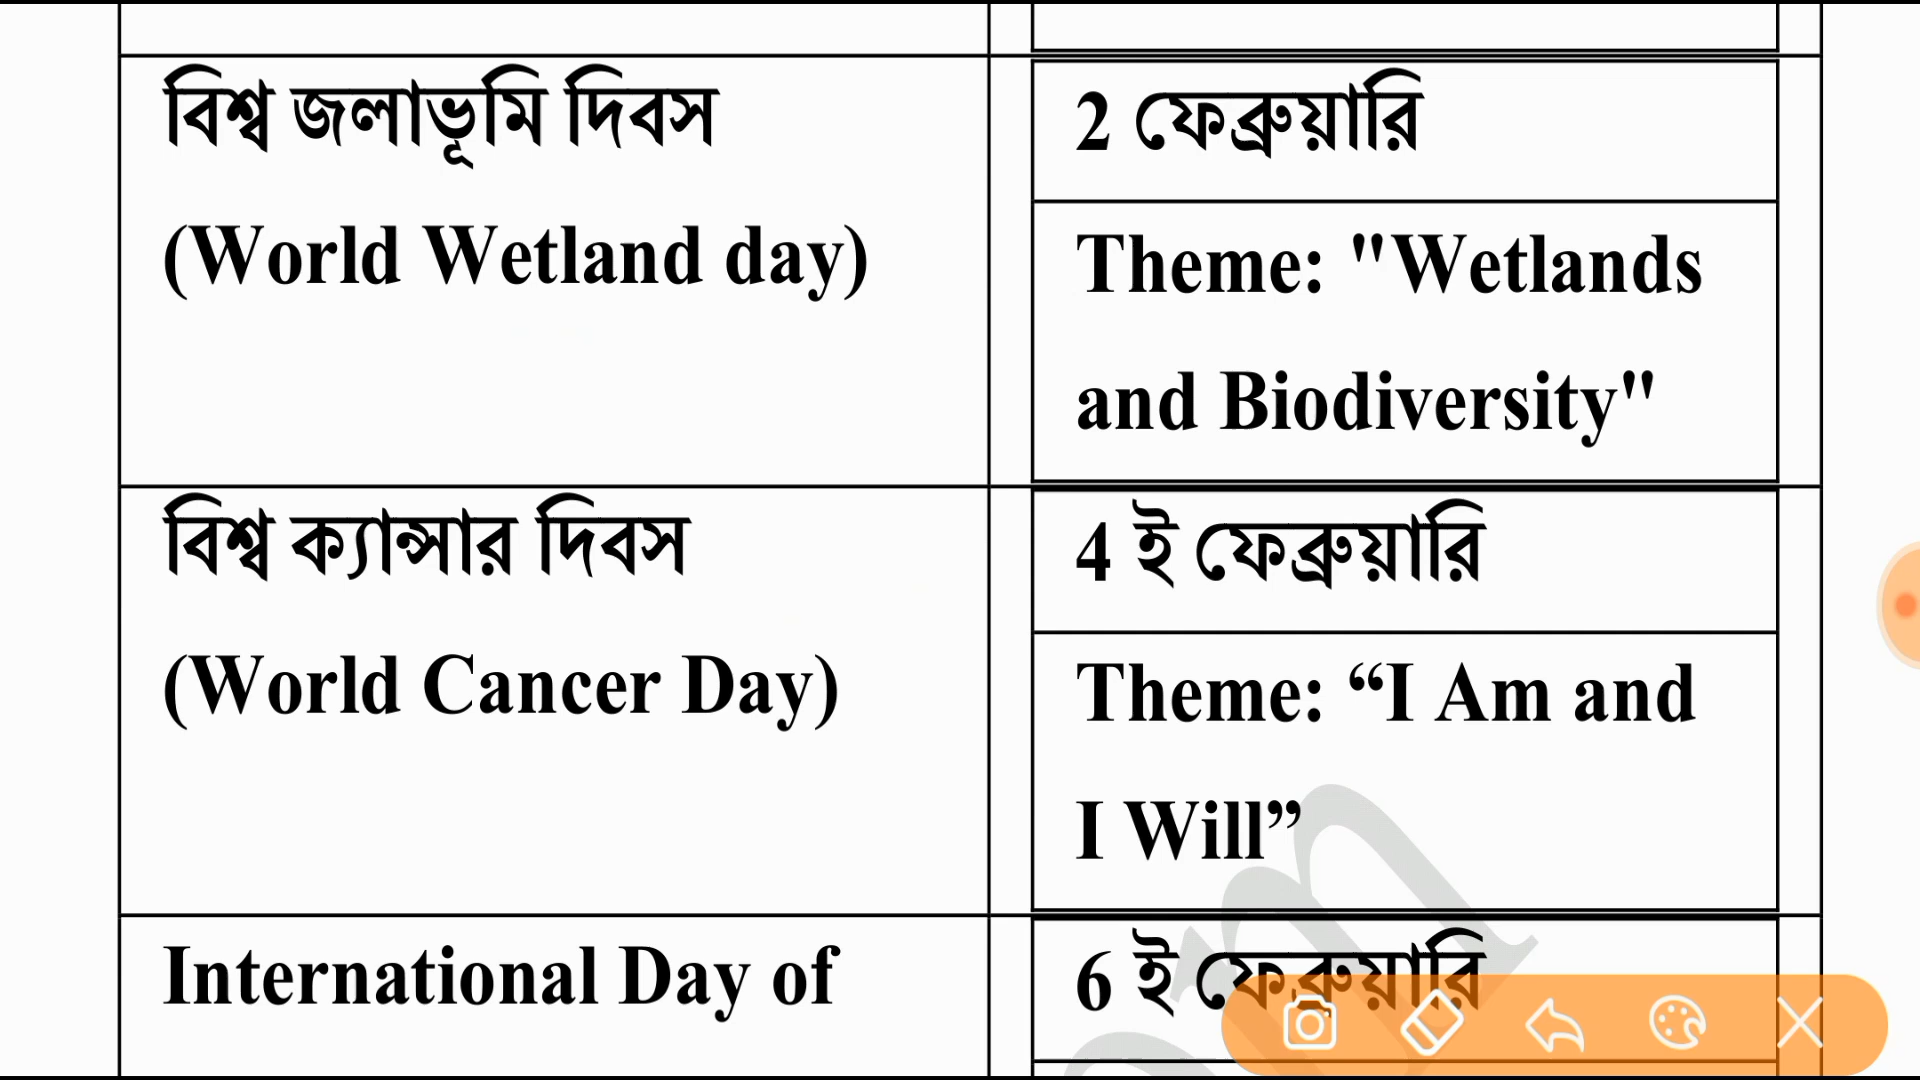 বিশ্ব জলাভূমি দিবস
(World Wetland day)
2 ফেব্রুয়ারি
Theme: "Wetlands
and Biodiversity"
বিশ্ব ক্যান্সার দিবস
(World Cancer Day)
4 ই ফেব্রুয়ারি
Theme: “I Am and
I Will”
International Day of
6 ই ফেব্রুয়ারি